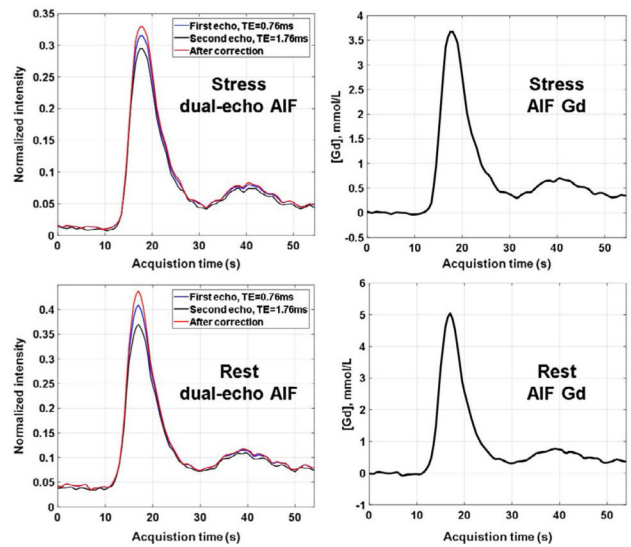 First echo, TE=0.76ms
Second echo, TE=1.76ms
After correction
Stress
dual-echo AIF
Normalized intensity
0.35
0.3
0.25
0.2
0.15
0.1
0.05
0
0 10 20 30 40 50
Acquistion time (s)
Stress
AIF Gd
[Gd], mmol/L
4
3.5
3
2.5
2
1.5
1
0.5
0
-0.5
0 10 20 30 40 50
Acquistion time (s)
First echo, TE=0.76ms
Second echo, TE=1.76ms
After correction
Rest
dual-echo AIF
Normalized intensity
0.4
0.35
0.3
0.25
0.2
0.15
0.1
0.05
0
0 10 20 30 40 50
Acquistion time (s)
Rest
AIF Gd
[Gd], mmol/L
6
5
4
3
2
1
0
-1
0 10 20 30 40 50
Acquistion time (s)